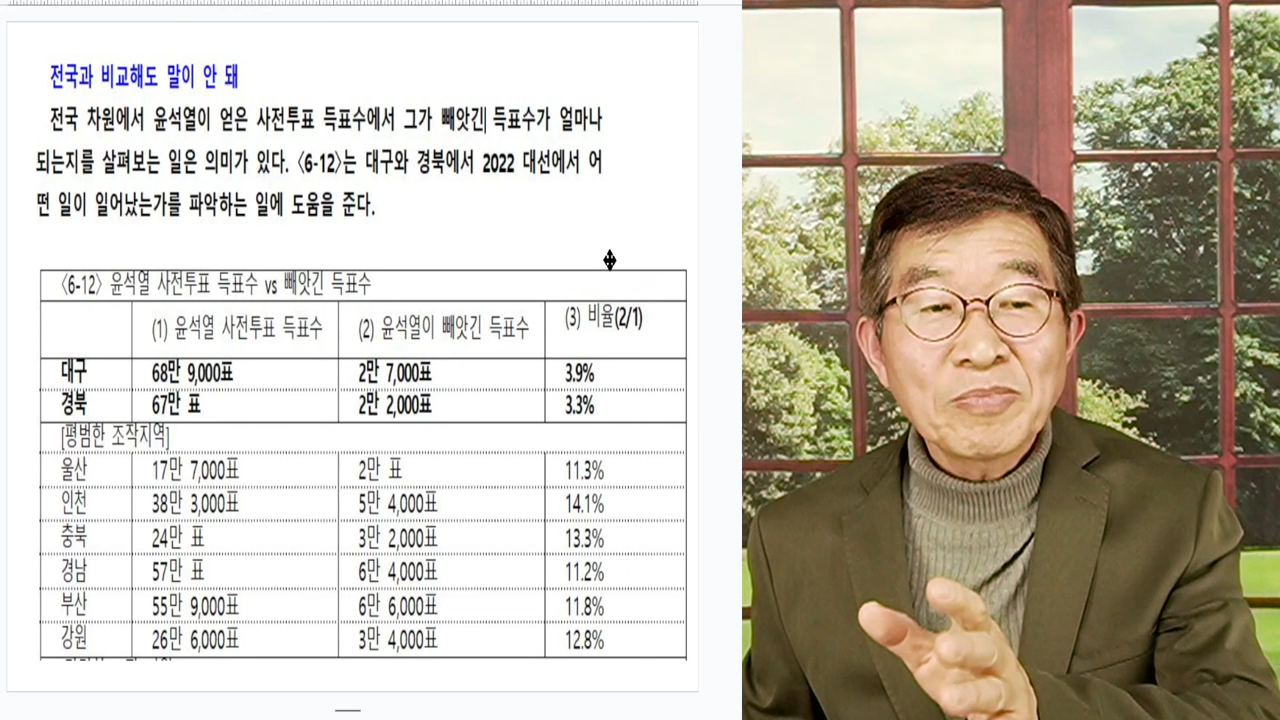 전국과 비교해도 말이 안 돼
전국 차원에서 윤석열이 얻은 사전투표 득표수에서 그가 빼앗긴 득표수가 얼마나
되는지를 살펴보는 일은 의미가 있다. 〈6-12〉는 대구와 경북에서 2022 대선에서 어
떤 일이 일어났는가를 파악하는 일에 도움을 준다.
〈6-12〉 윤석열 사전투표 득표수 vs 빼앗긴 득표수
(1) 윤석열 사전투표 득표수 (2) 윤석열이 빼앗긴 득표수 (3) 비율(2/1)
대구 68만 9,000표 2만 7,000표 3.9%
경북 67만 표 2만 2,000표 3.3%
[평범한 조작지역]
울산 17만 7,000표 2만 표 11.3%
인천 38만 3,000표 5만 4,000표 14.1%
충북 24만 표 3만 2,000표 13.3%
경남 57만 표 6만 4,000표 11.2%
부산 55만 9,000표 6만 6,000표 11.8%
강원 26만 6,000표 3만 4,000표 12.8%